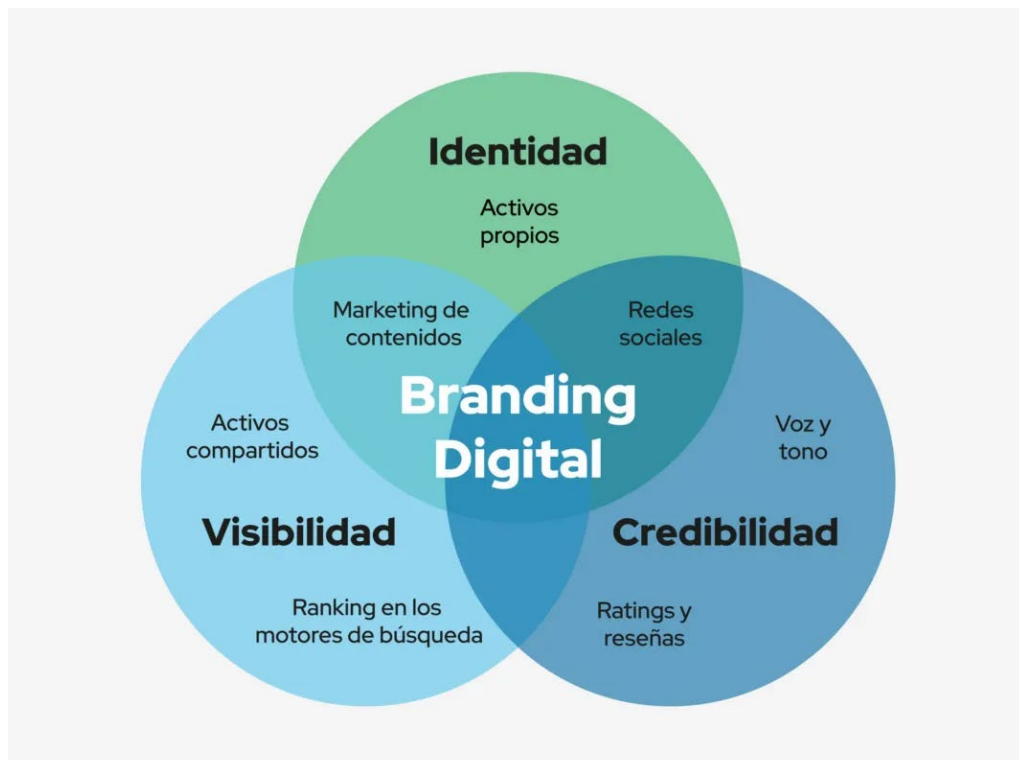 Identidad
Activos
propios
Marketing de
contenidos
Redes
sociales
Branding
Digital
Activos
compartidos
Voz y
tono
Visibilidad
Credibilidad
Ranking en los
motores de búsqueda
Ratings y
reseñas